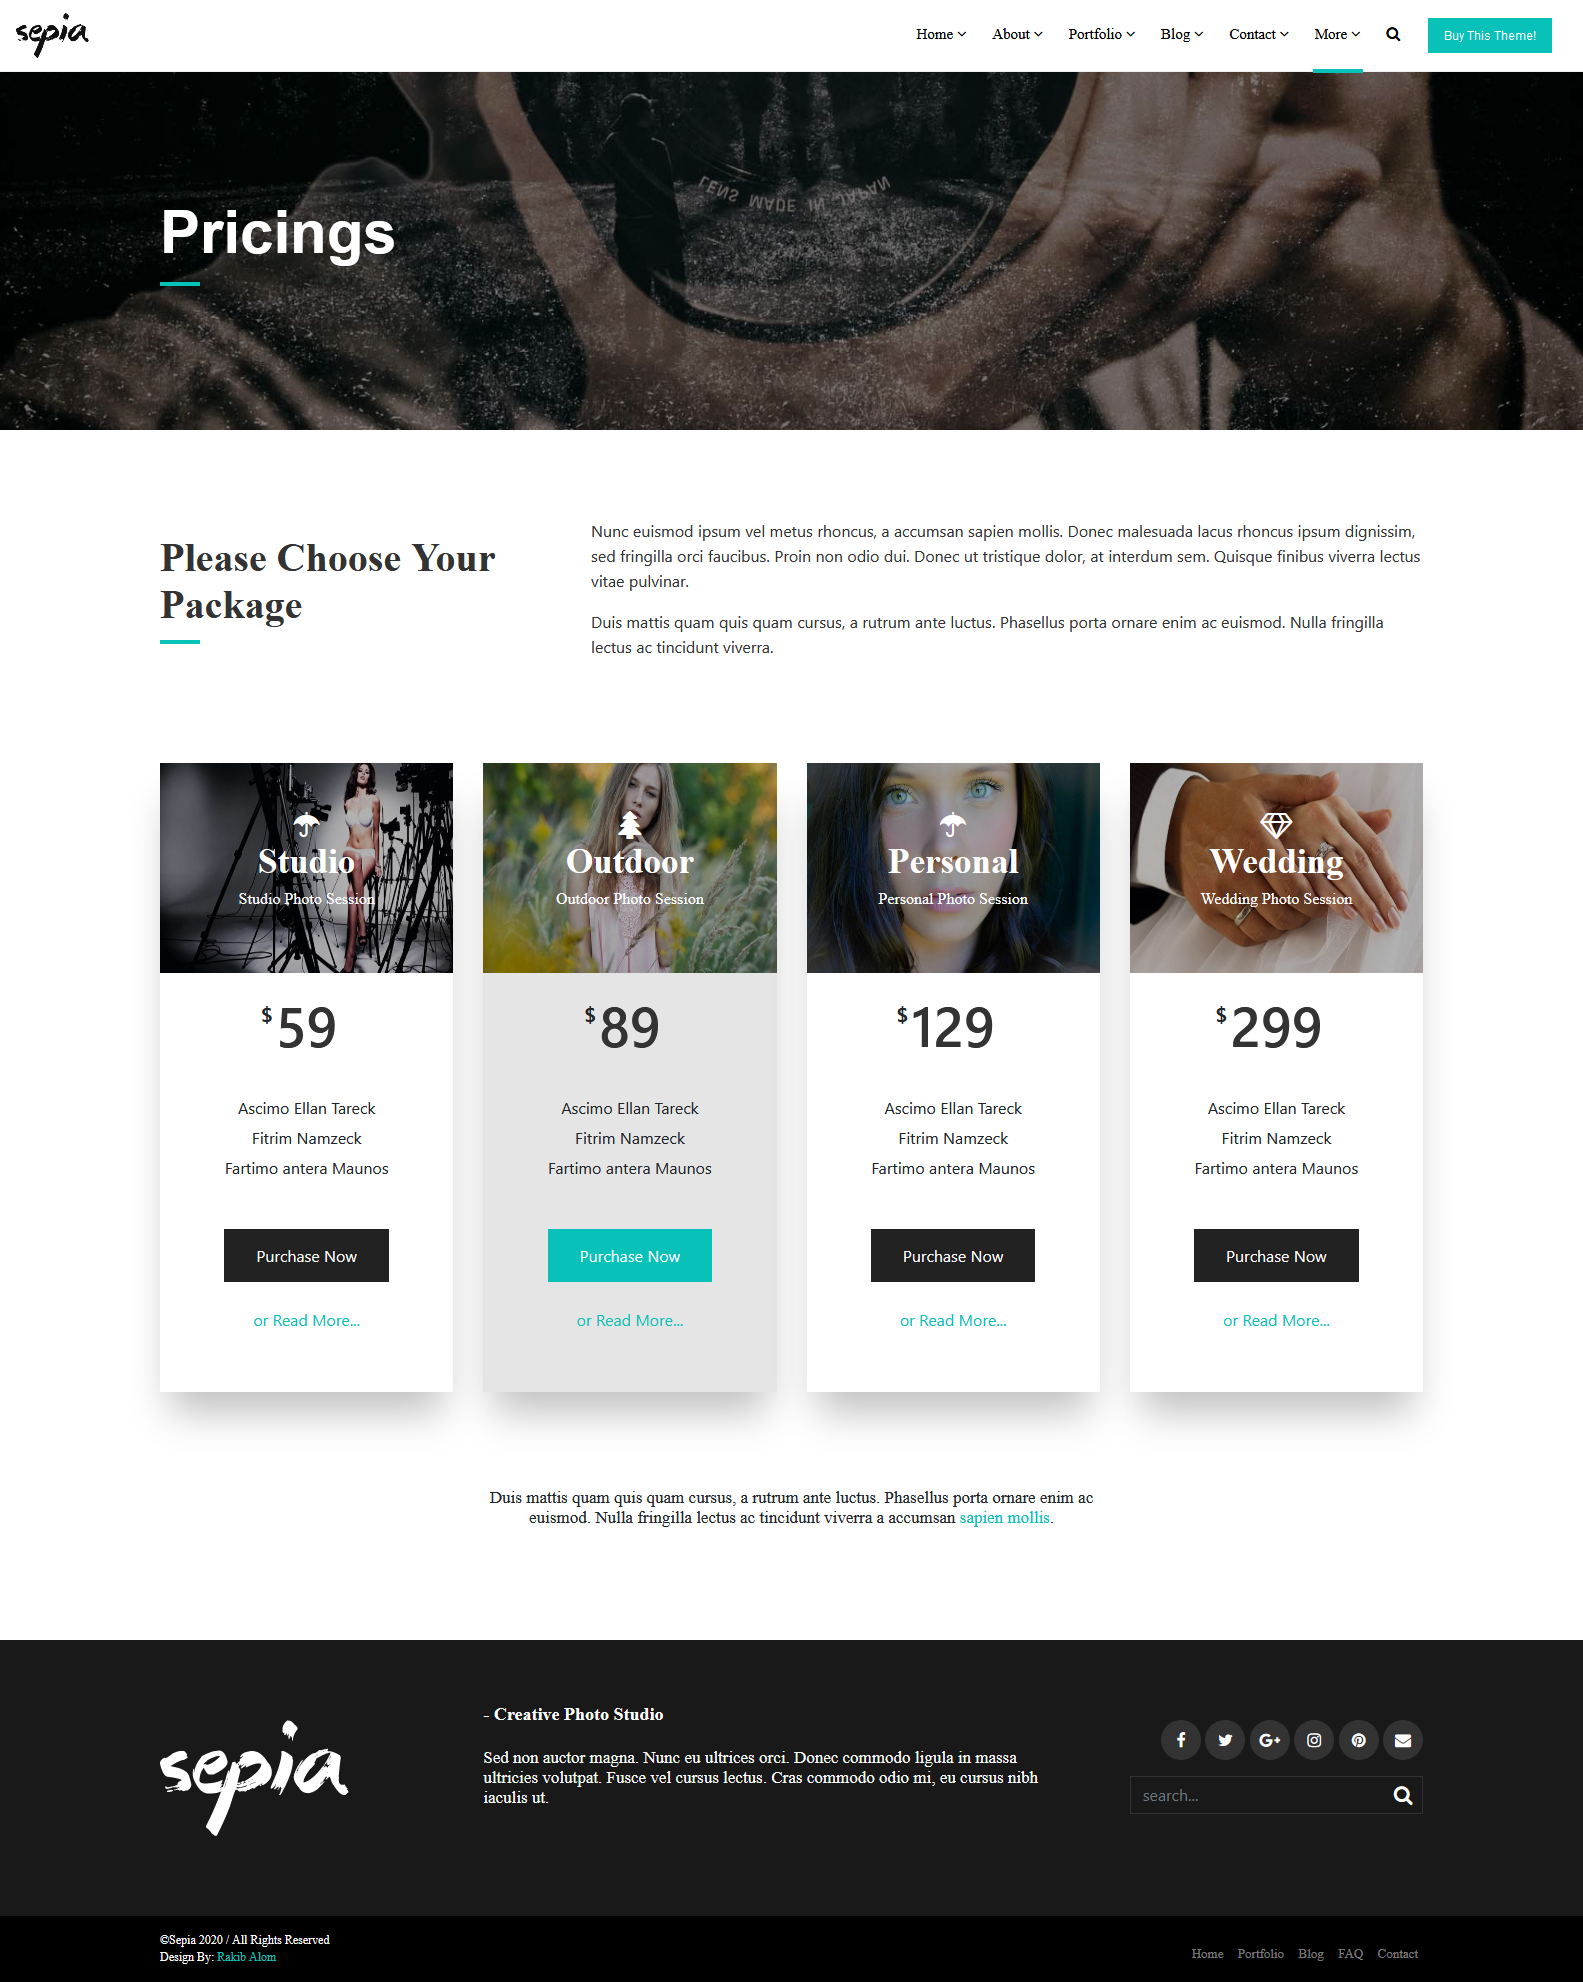 sepia
Home
About
Portfolio
Blog
Contact
More
Buy This Theme!
LENS MADE IN JAPAN
Pricings
Please Choose Your
Package
Nunc euismod ipsum vel metus rhoncus, a accumsan sapien mollis. Donec malesuada lacus rhoncus ipsum dignissim,
sed fringilla orci faucibus. Proin non odio dui. Donec ut tristique dolor, at interdum sem. Quisque finibus viverra lectus
vitae pulvinar.
Duis mattis quam quis quam cursus, a rutrum ante luctus. Phasellus porta ornare enim ac euismod. Nulla fringilla
lectus ac tincidunt viverra.
Studio
Studio Photo Session
$59
Ascimo Ellan Tareck
Fitrim Namzeck
Fartimo antera Maunos
Purchase Now
or Read More...
Outdoor
Outdoor Photo Session
$89
Ascimo Ellan Tareck
Fitrim Namzeck
Fartimo antera Maunos
Purchase Now
or Read More...
Personal
Personal Photo Session
$129
Ascimo Ellan Tareck
Fitrim Namzeck
Fartimo antera Maunos
Purchase Now
or Read More...
Wedding
Wedding Photo Session
$299
Ascimo Ellan Tareck
Fitrim Namzeck
Fartimo antera Maunos
Purchase Now
or Read More...
Duis mattis quam quis quam cursus, a rutrum ante luctus. Phasellus porta ornare enim ac
euismod. Nulla fringilla lectus ac tincidunt viverra a accumsan sapien mollis.
sepia
- Creative Photo Studio
Sed non auctor magna. Nunc eu ultrices orci. Donec commodo ligula in massa
ultricies volutpat. Fusce vel cursus lectus. Cras commodo odio mi, eu cursus nibh
iaculis ut.
search...
©Sepia 2020 / All Rights Reserved
Design By: Rakib Alom
Home Portfolio Blog FAQ Contact